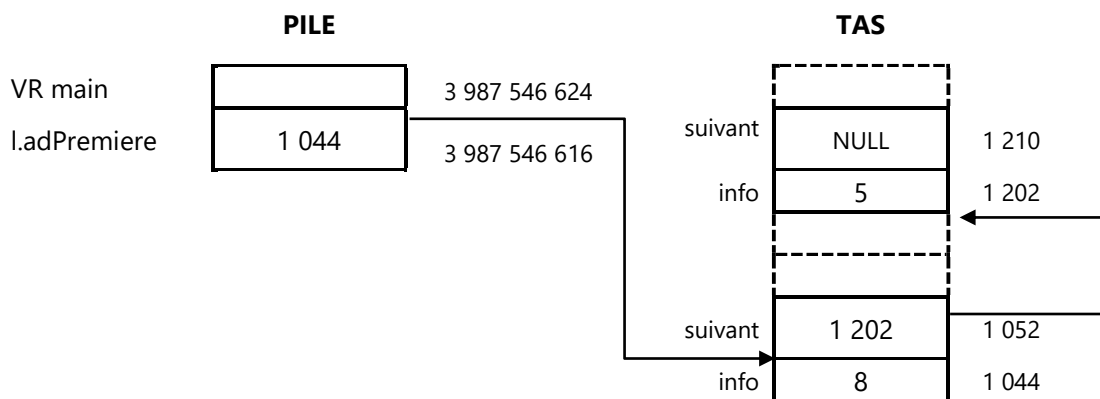 PILE TAS
VR main 3 987 546 624
l.adPremiere 1 044 3 987 546 616
suivant NULL 1 210
info 5 1 202
suivant 1 202 1 052
info 8 1 044